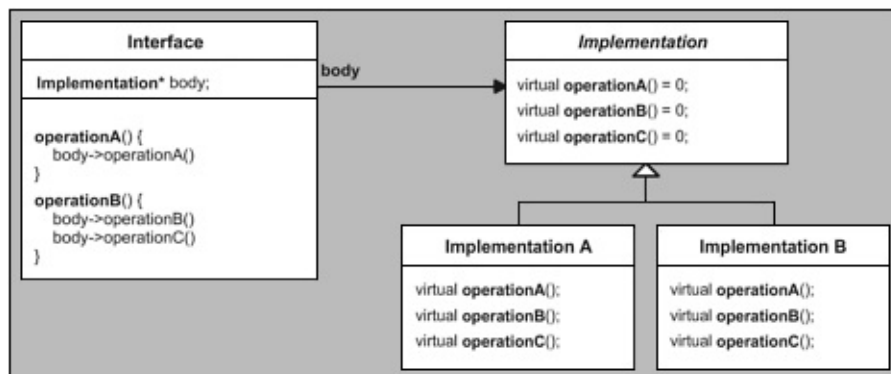 Interface
Implementation* body;
operationA() {
body->operationA()
}
operationB() {
body->operationB()
body->operationC()
}
body
Implementation
virtual operationA() = 0;
virtual operationB() = 0;
virtual operationC() = 0;
Implementation A
virtual operationA();
virtual operationB();
virtual operationC();
Implementation B
virtual operationA();
virtual operationB();
virtual operationC();